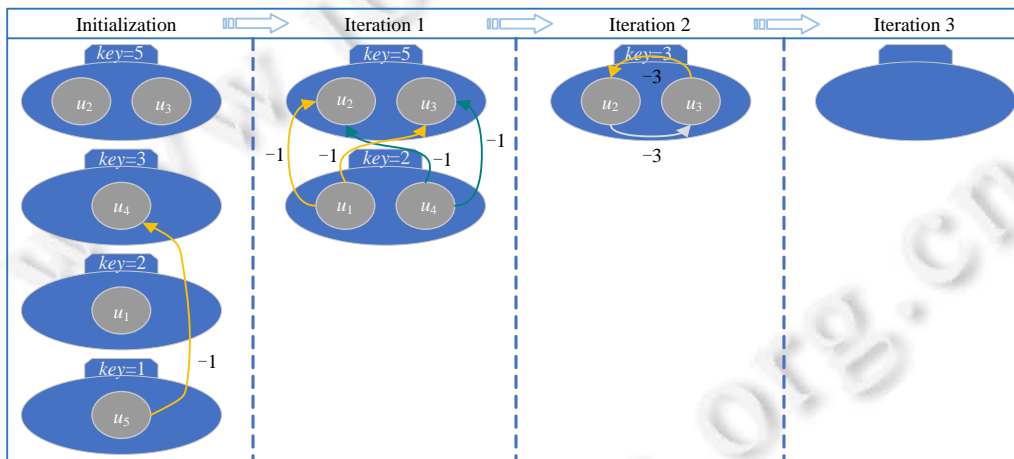 Initialization
Iteration 1
Iteration 2
Iteration 3
key=5
u2
u3
key=3
u4
key=2
u1
key=1
u5
−1
key=5
u2
u3
−1
−1
−1
−1
key=2
u1
u4
key=3
−3
u2
u3
−3
org.cn